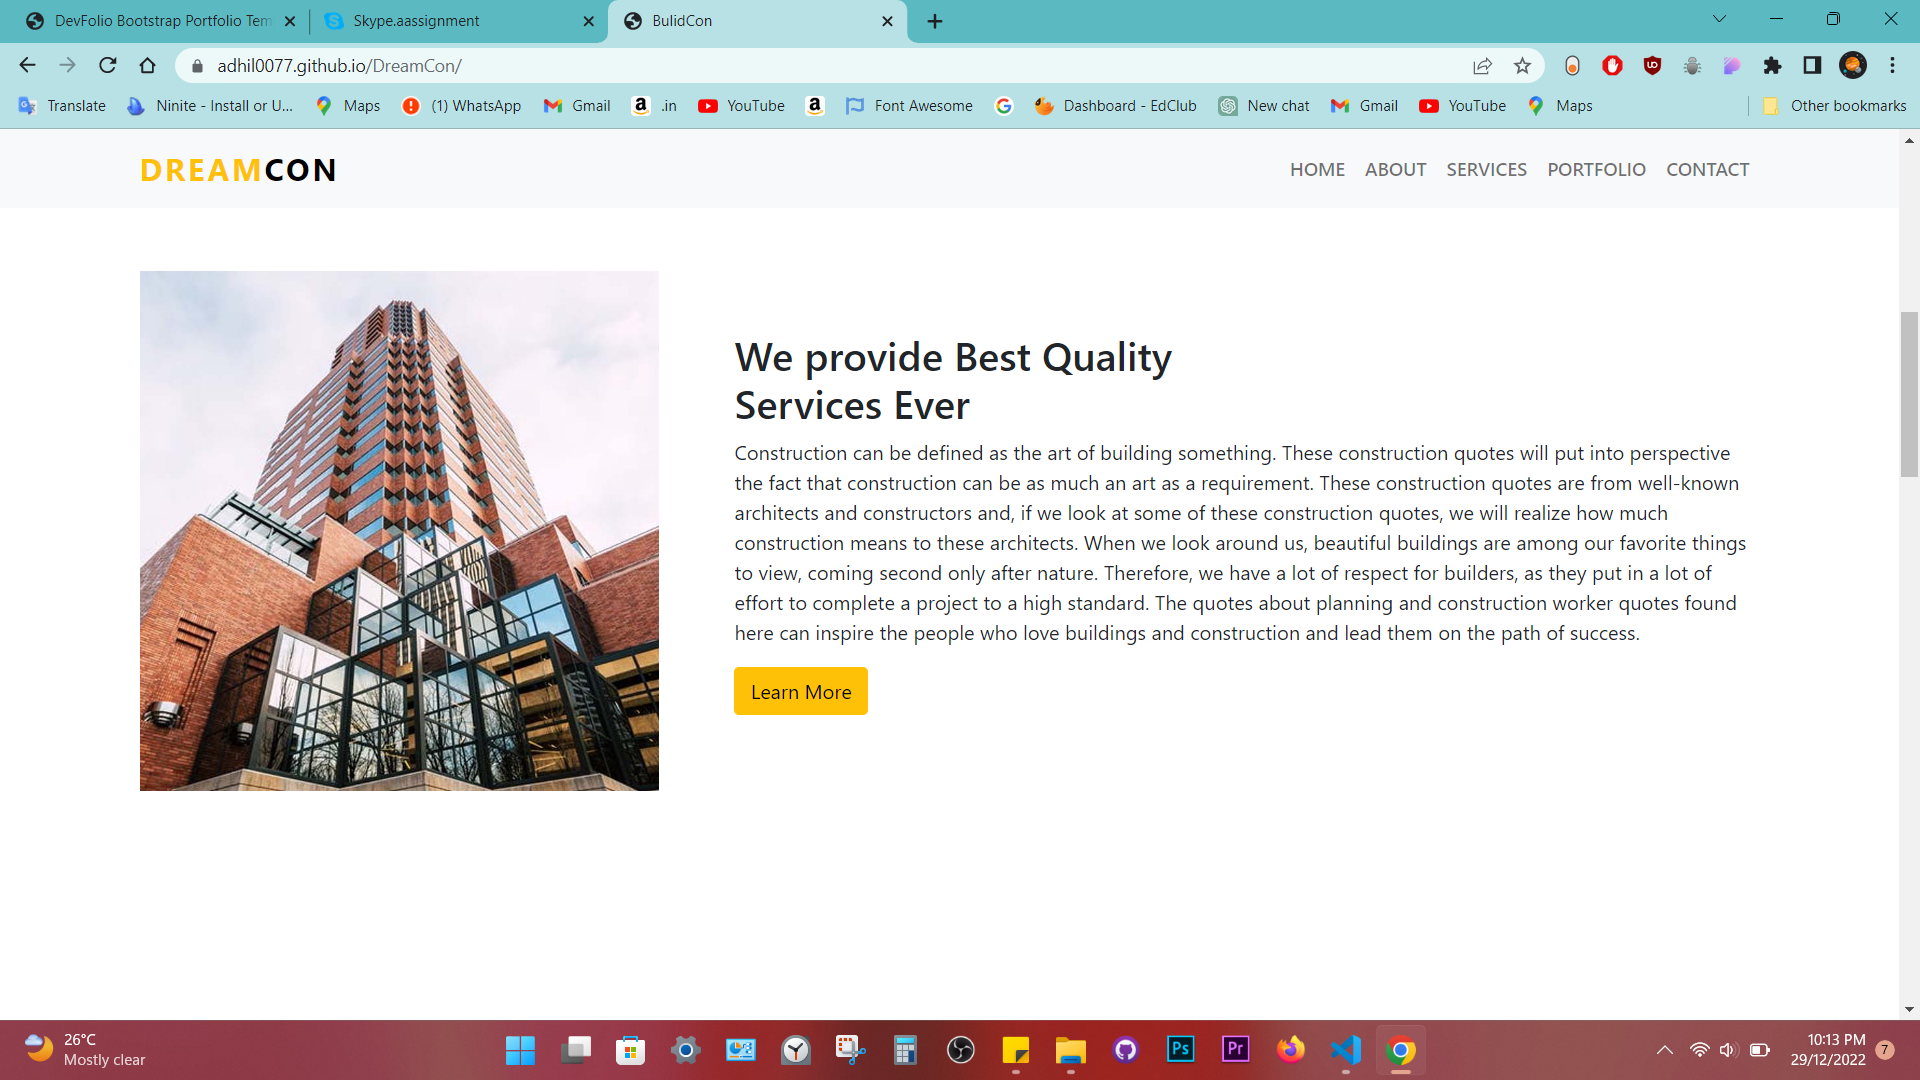 DevFolio Bootstrap Portfolio Tem
Skype.aassignment
BulidCon
adhil0077.github.io/DreamCon/
Translate
Ninite - Install or U...
Maps
(1) WhatsApp
Gmail
.in
YouTube
Font Awesome
Dashboard - EdClub
New chat
Gmail
YouTube
Maps
Other bookmarks
DREAMCON
HOME ABOUT SERVICES PORTFOLIO CONTACT
We provide Best Quality
Services Ever
Construction can be defined as the art of building something. These construction quotes will put into perspective
the fact that construction can be as much an art as a requirement. These construction quotes are from well-known
architects and constructors and, if we look at some of these construction quotes, we will realize how much
construction means to these architects. When we look around us, beautiful buildings are among our favorite things
to view, coming second only after nature. Therefore, we have a lot of respect for builders, as they put in a lot of
effort to complete a project to a high standard. The quotes about planning and construction worker quotes found
here can inspire the people who love buildings and construction and lead them on the path of success.
Learn More
26°C
Mostly clear
Ps
Pr
10:13 PM
29/12/2022
7